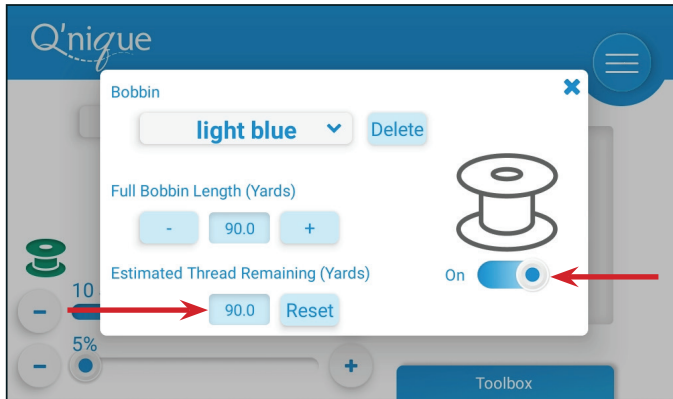 Q'nique
Bobbin
light blue Delete
Full Bobbin Length (Yards)
- 90.0 +
Estimated Thread Remaining (Yards)
On
90.0 Reset
10
- 
5%
- +
Toolbox